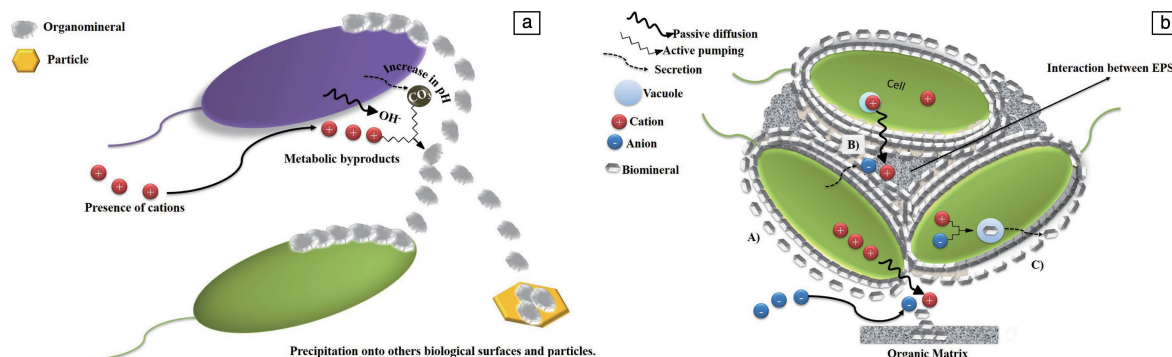 a
Organomineral
Particle
Increase in pH
CO₃
OH⁻
+ + +
Metabolic byproducts
+ + +
Presence of cations
Precipitation onto others biological surfaces and particles.
b
Passive diffusion
Active pumping
Secretion
Vacuole
+ Cation
- Anion
Biomineral
Interaction between EPS
Cell
+ +
B)
- +
A)
+ + +
+
-
C)
- - -
- +
Organic Matrix